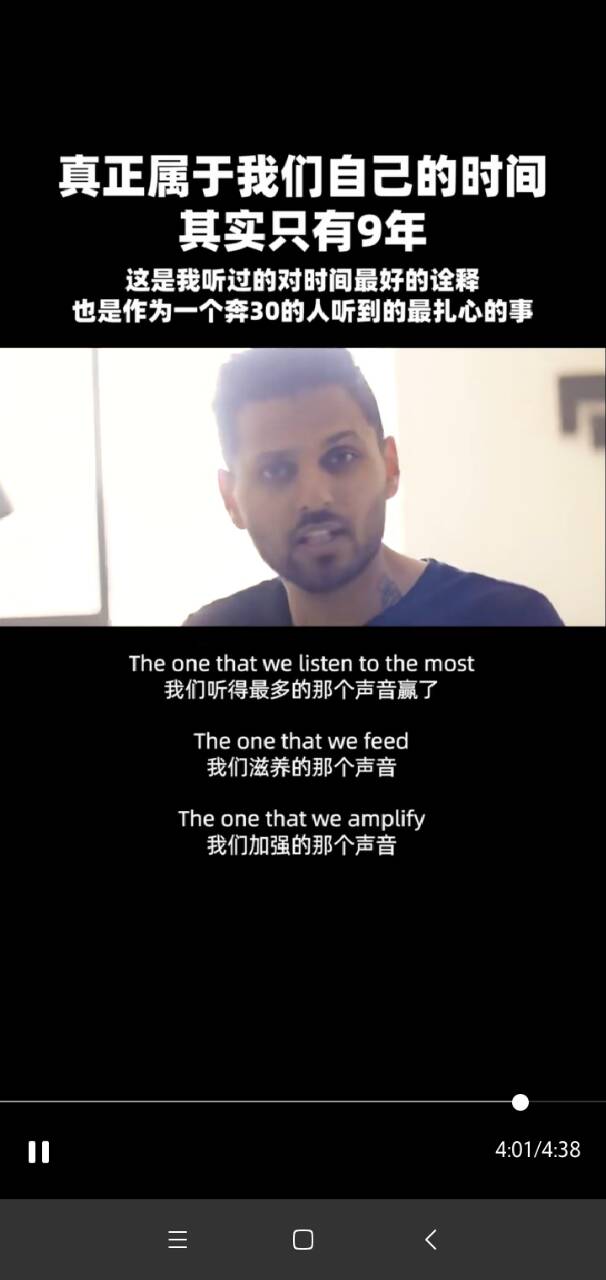 真正属于我们自己的时间
其实只有9年
这是我听过的对时间最好的诠释
也是作为一个奔30的人听到的最扎心的事
The one that we listen to the most
我们听得最多的那个声音赢了
The one that we feed
我们滋养的那个声音
The one that we amplify
我们加强的那个声音
4:01/4:38